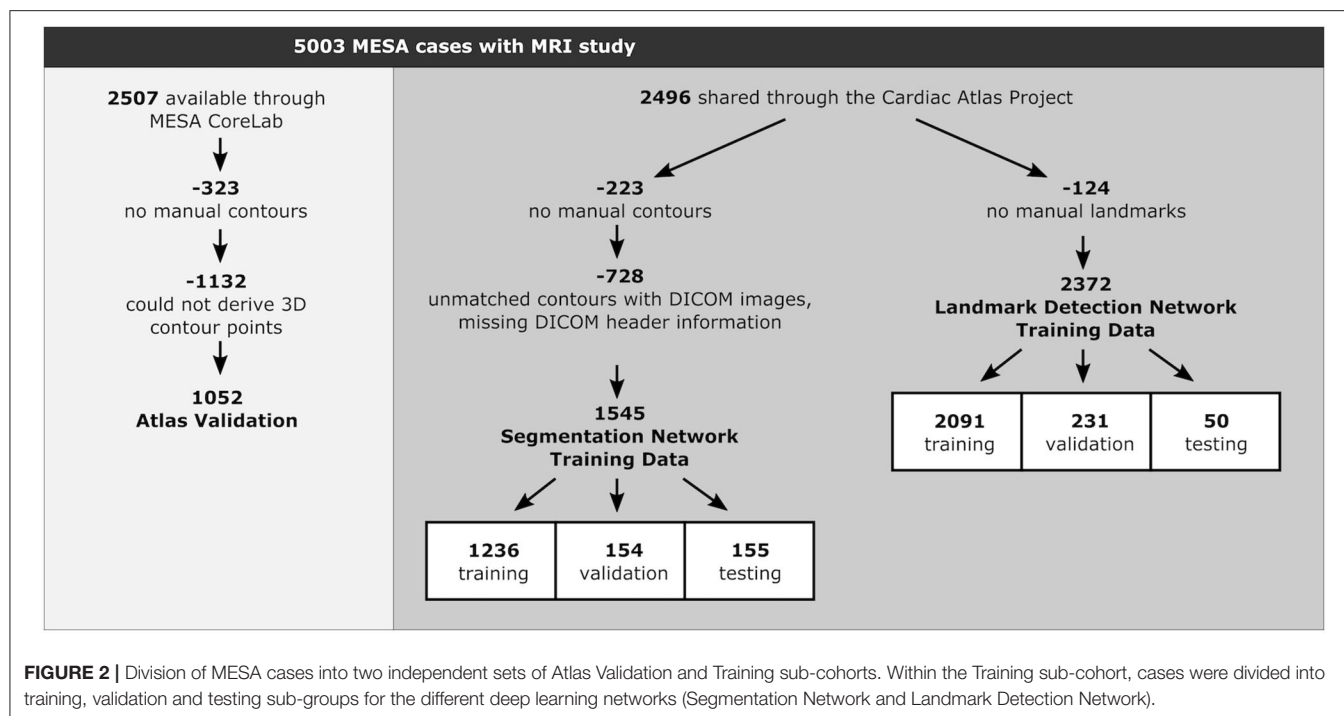 5003 MESA cases with MRI study
2507 available through
MESA CoreLab
-323
no manual contours
-1132
could not derive 3D
contour points
1052
Atlas Validation
2496 shared through the Cardiac Atlas Project
-223
no manual contours
-728
unmatched contours with DICOM images,
missing DICOM header information
1545
Segmentation Network
Training Data
1236
training
154
validation
155
testing
-124
no manual landmarks
2372
Landmark Detection Network
Training Data
2091
training
231
validation
50
testing
FIGURE 2 | Division of MESA cases into two independent sets of Atlas Validation and Training sub-cohorts. Within the Training sub-cohort, cases were divided into
training, validation and testing sub-groups for the different deep learning networks (Segmentation Network and Landmark Detection Network).